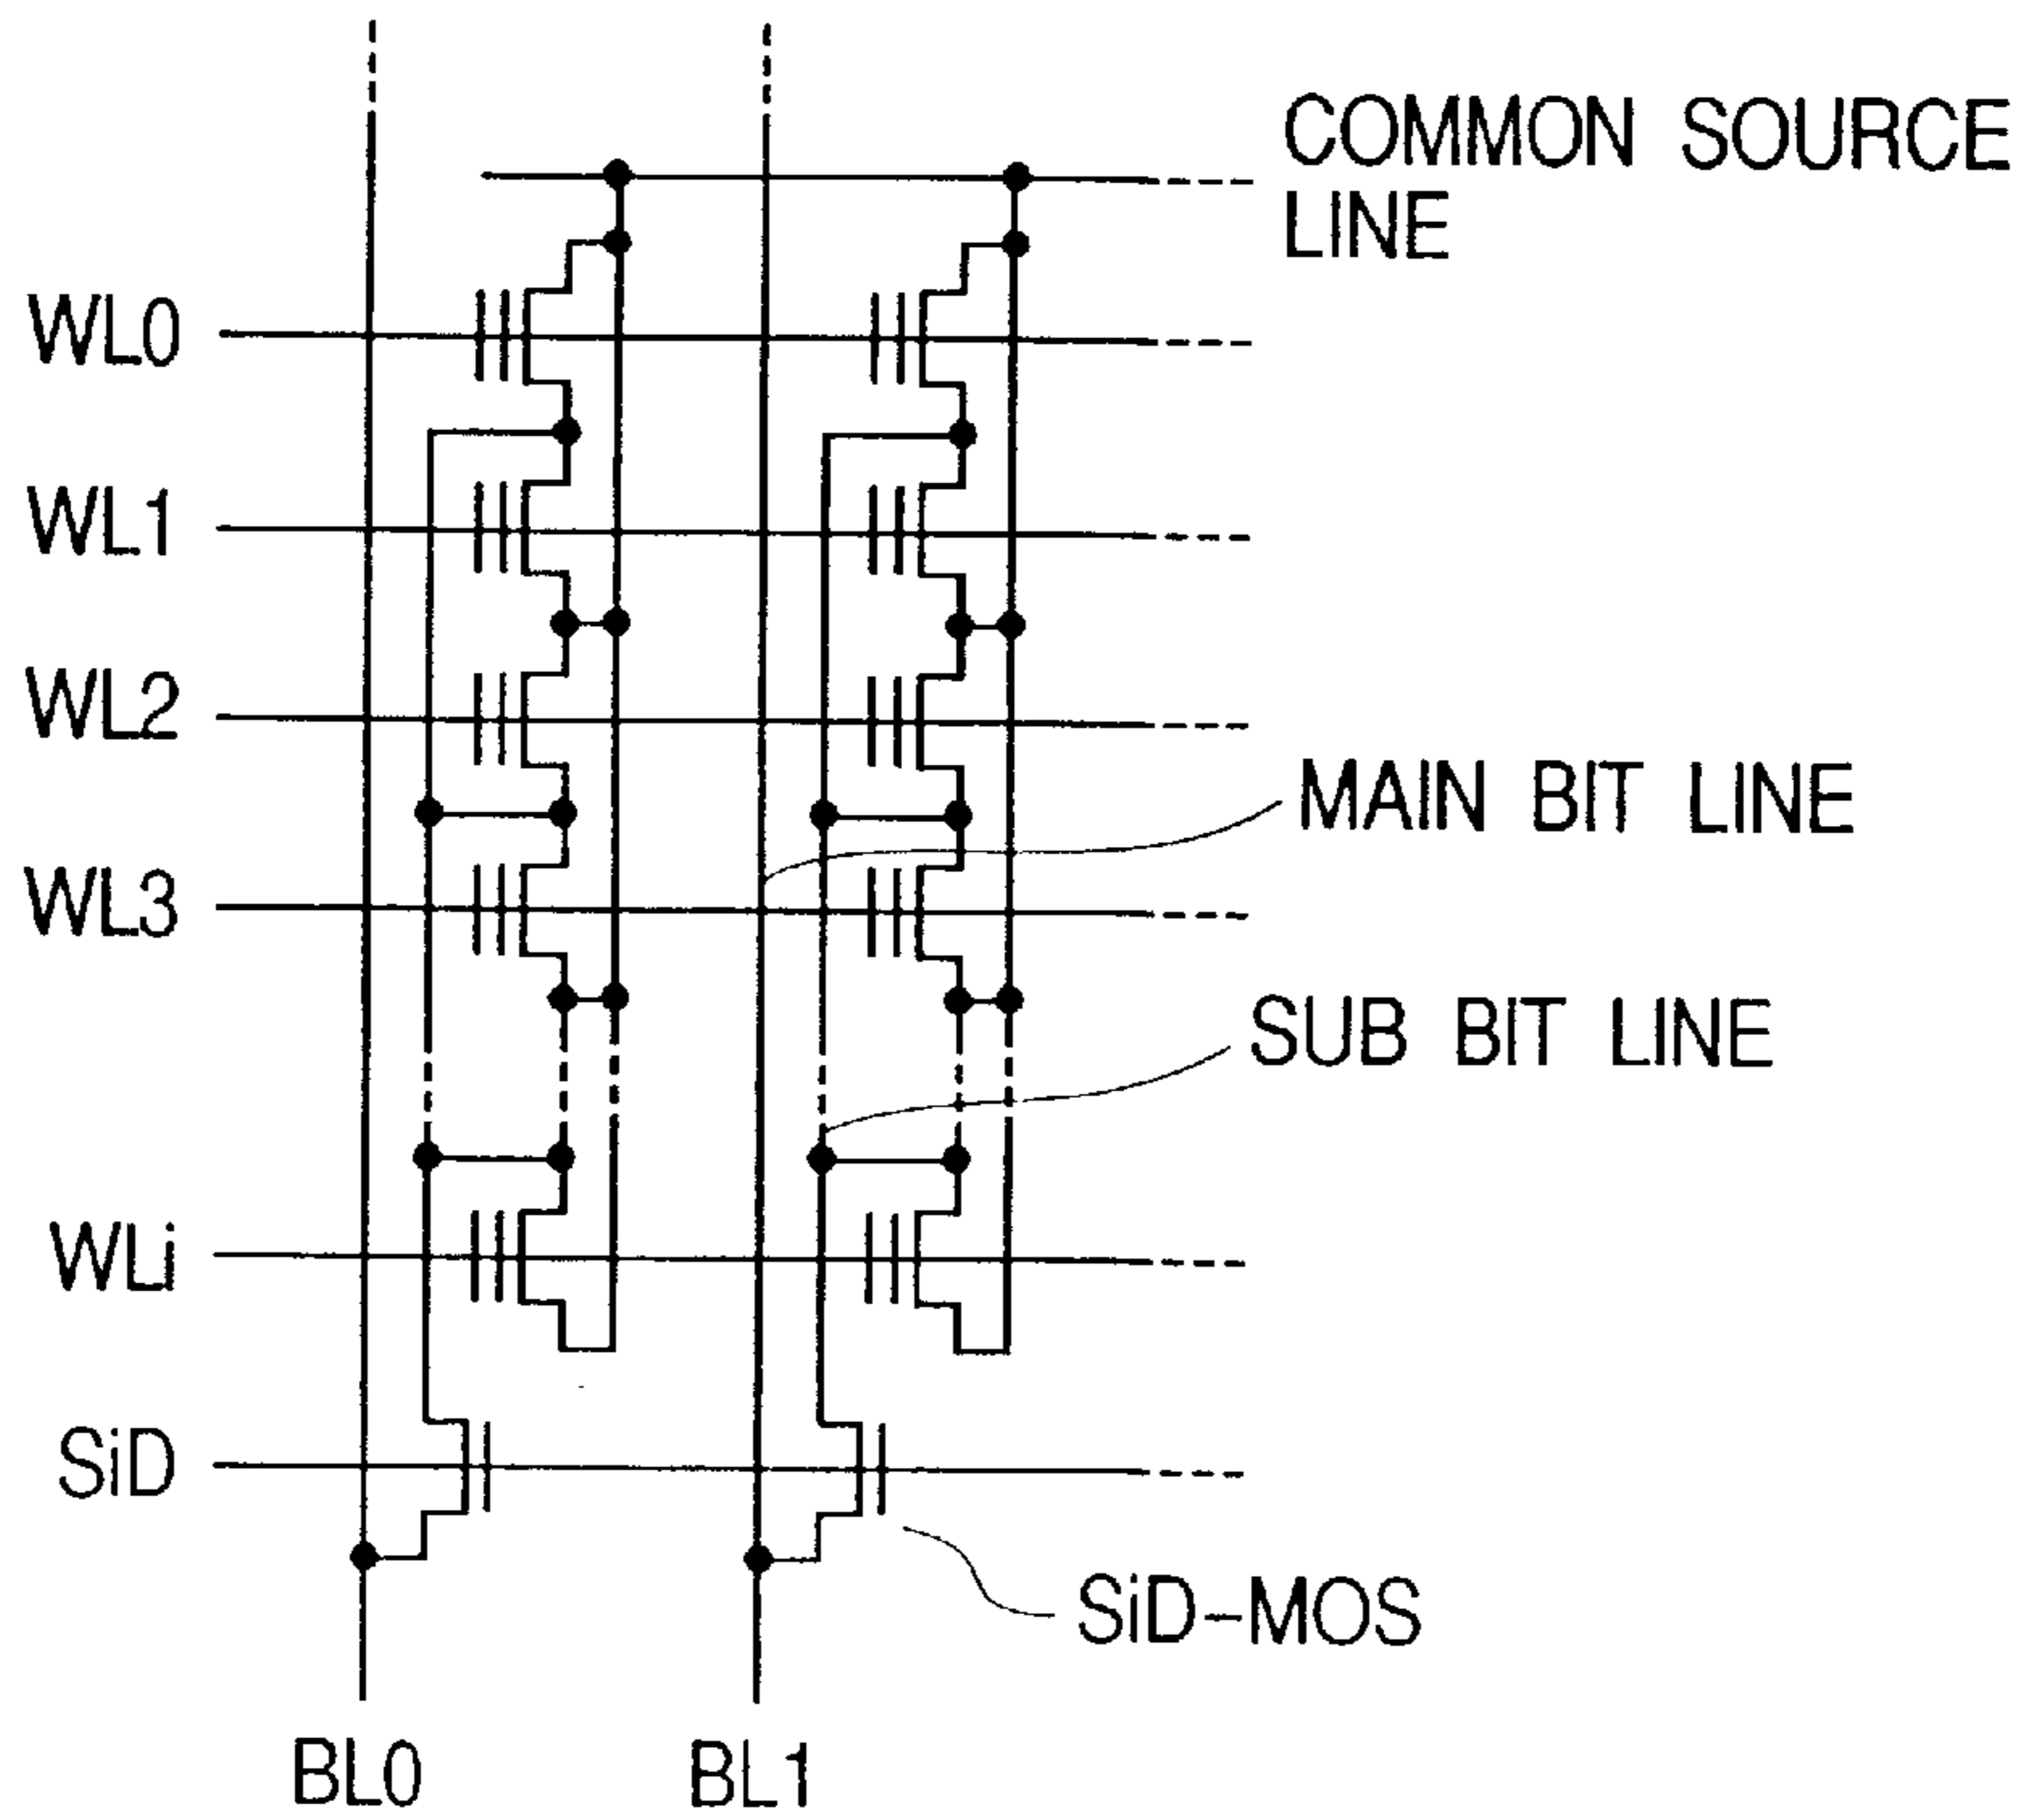 COMMON SOURCE
LINE
WL0
WL1
WL2
MAIN BIT LINE
WL3
SUB BIT LINE
WLi
SiD
SiD-MOS
BL0
BL1